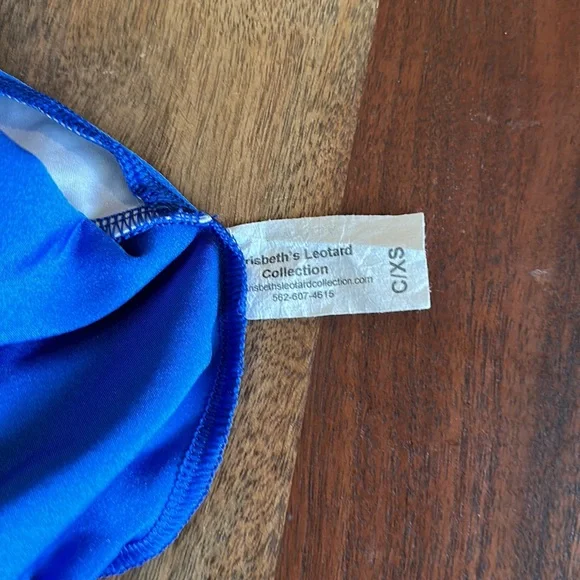 risbeth's Leotard
Collection
risbethsleotardcollection.com
562-607-4615
C/XS